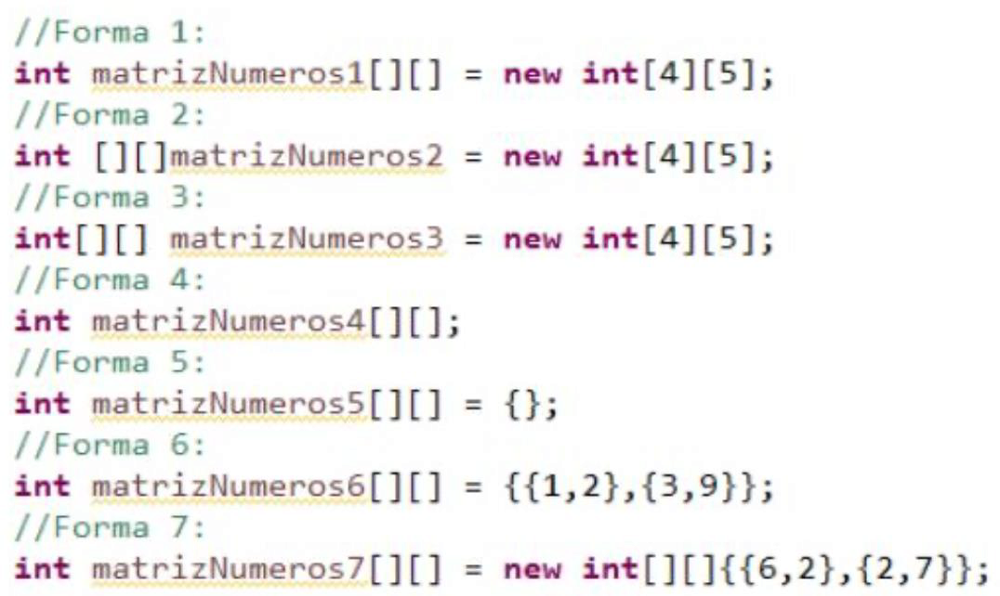 //Forma 1:
int matrizNumeros1[][] = new int[4][5];
//Forma 2:
int [][]matrizNumeros2 = new int[4][5];
//Forma 3:
int[][] matrizNumeros3 = new int[4][5];
//Forma 4:
int matrizNumeros4[][];
//Forma 5:
int matrizNumeros5[][] = {};
//Forma 6:
int matrizNumeros6[][] = {{1,2},{3,9}};
//Forma 7:
int matrizNumeros7[][] = new int[][]{{6,2},{2,7}};